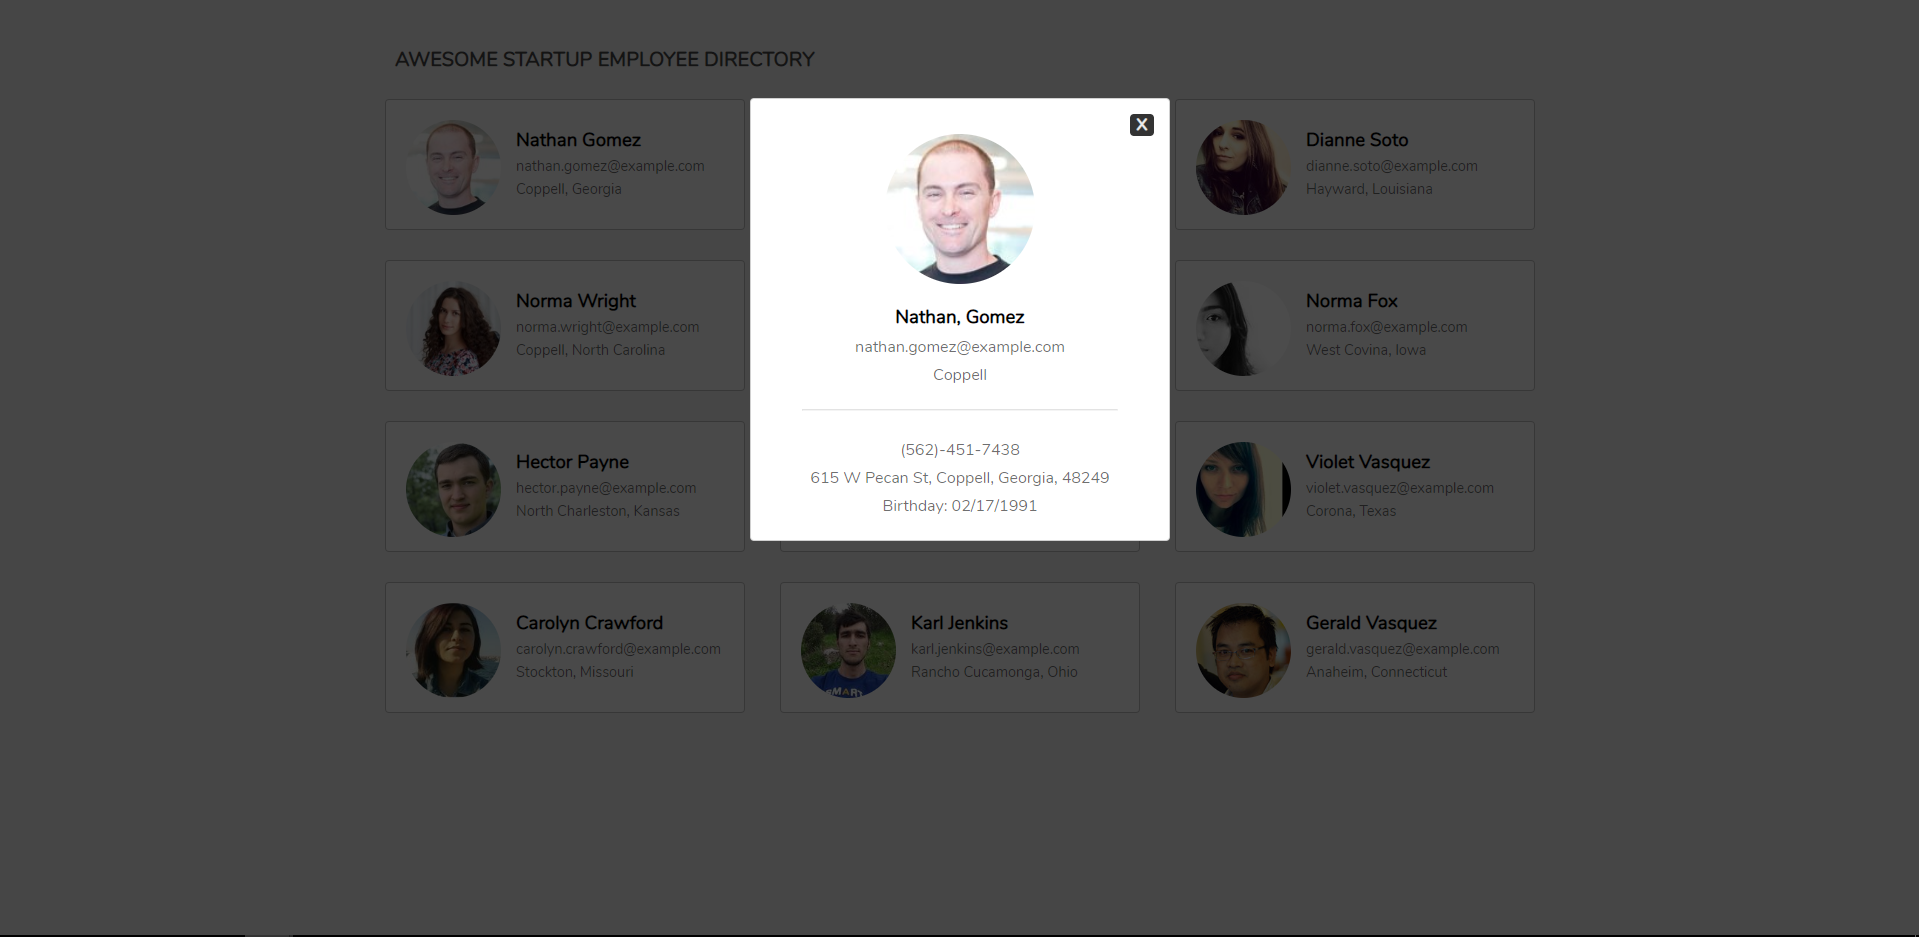 AWESOME STARTUP EMPLOYEE DIRECTORY
Nathan Gomez
nathan.gomez@example.com
Coppell, Georgia
X
Nathan, Gomez
nathan.gomez@example.com
Coppell
(562)-451-7438
615 W Pecan St, Coppell, Georgia, 48249
Birthday: 02/17/1991
Dianne Soto
dianne.soto@example.com
Hayward, Louisiana
Norma Wright
norma.wright@example.com
Coppell, North Carolina
Norma Fox
norma.fox@example.com
West Covina, Iowa
Hector Payne
hector.payne@example.com
North Charleston, Kansas
Violet Vasquez
violet.vasquez@example.com
Corona, Texas
Carolyn Crawford
carolyn.crawford@example.com
Stockton, Missouri
Karl Jenkins
karl.jenkins@example.com
Rancho Cucamonga, Ohio
SMART
Gerald Vasquez
gerald.vasquez@example.com
Anaheim, Connecticut